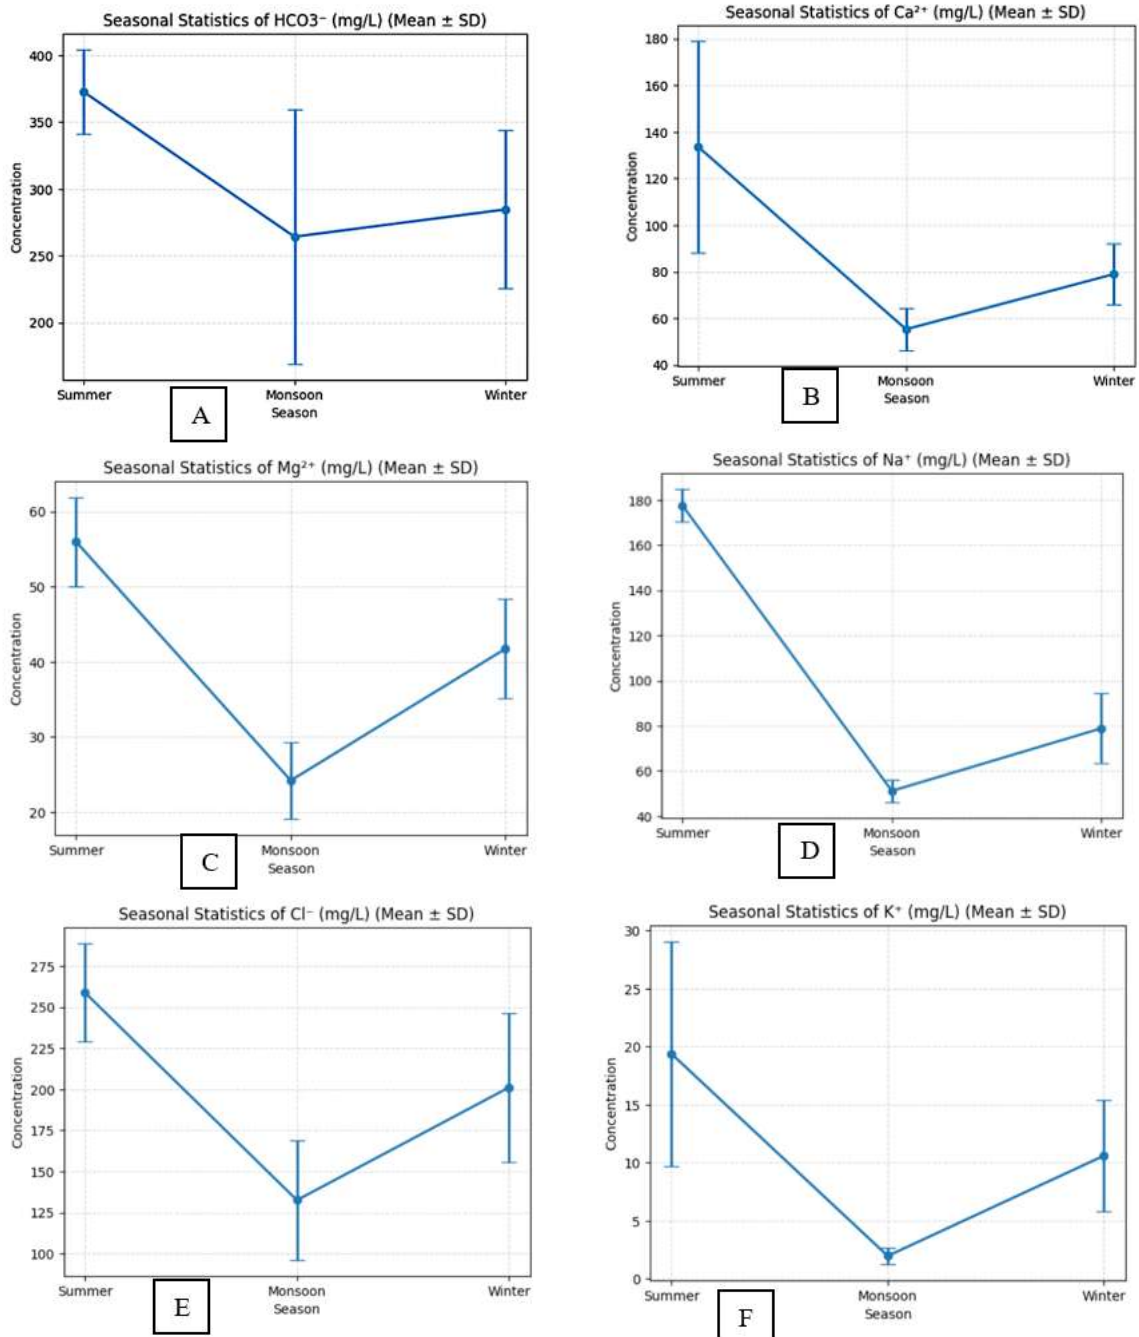 Seasonal Statistics of HCO3⁻ (mg/L) (Mean ± SD)
400
350
300
250
200
Concentration
Summer
Monsoon
Winter
Season
A
Seasonal Statistics of Ca²⁺ (mg/L) (Mean ± SD)
180
160
140
120
100
80
60
40
Concentration
Summer
Monsoon
Winter
Season
B
Seasonal Statistics of Mg²⁺ (mg/L) (Mean ± SD)
60
50
40
30
20
Concentration
Summer
Monsoon
Winter
Season
C
Seasonal Statistics of Na⁺ (mg/L) (Mean ± SD)
180
160
140
120
100
80
60
40
Concentration
Summer
Monsoon
Winter
Season
D
Seasonal Statistics of Cl⁻ (mg/L) (Mean ± SD)
275
250
225
200
175
150
125
100
Concentration
Summer
Monsoon
Winter
Season
E
Seasonal Statistics of K⁺ (mg/L) (Mean ± SD)
30
25
20
15
10
5
0
Concentration
Summer
Monsoon
Winter
Season
F